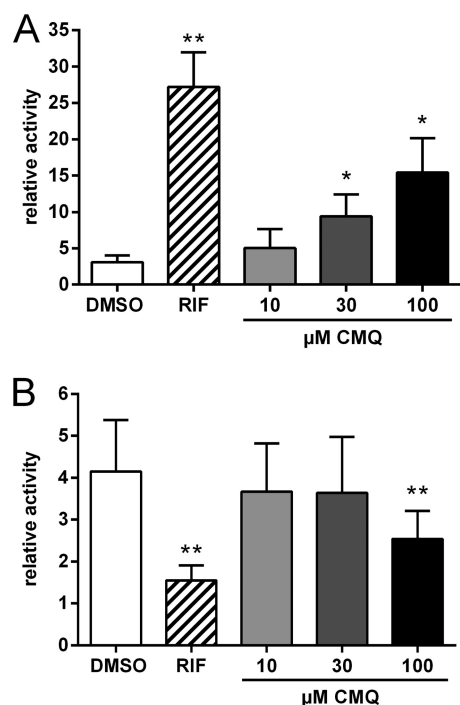 A
relative activity
35
30
25
20
15
10
5
0
**
*
*
DMSO RIF 10 30 100
μM CMQ
B
relative activity
6
5
4
3
2
1
0
**
**
DMSO RIF 10 30 100
μM CMQ